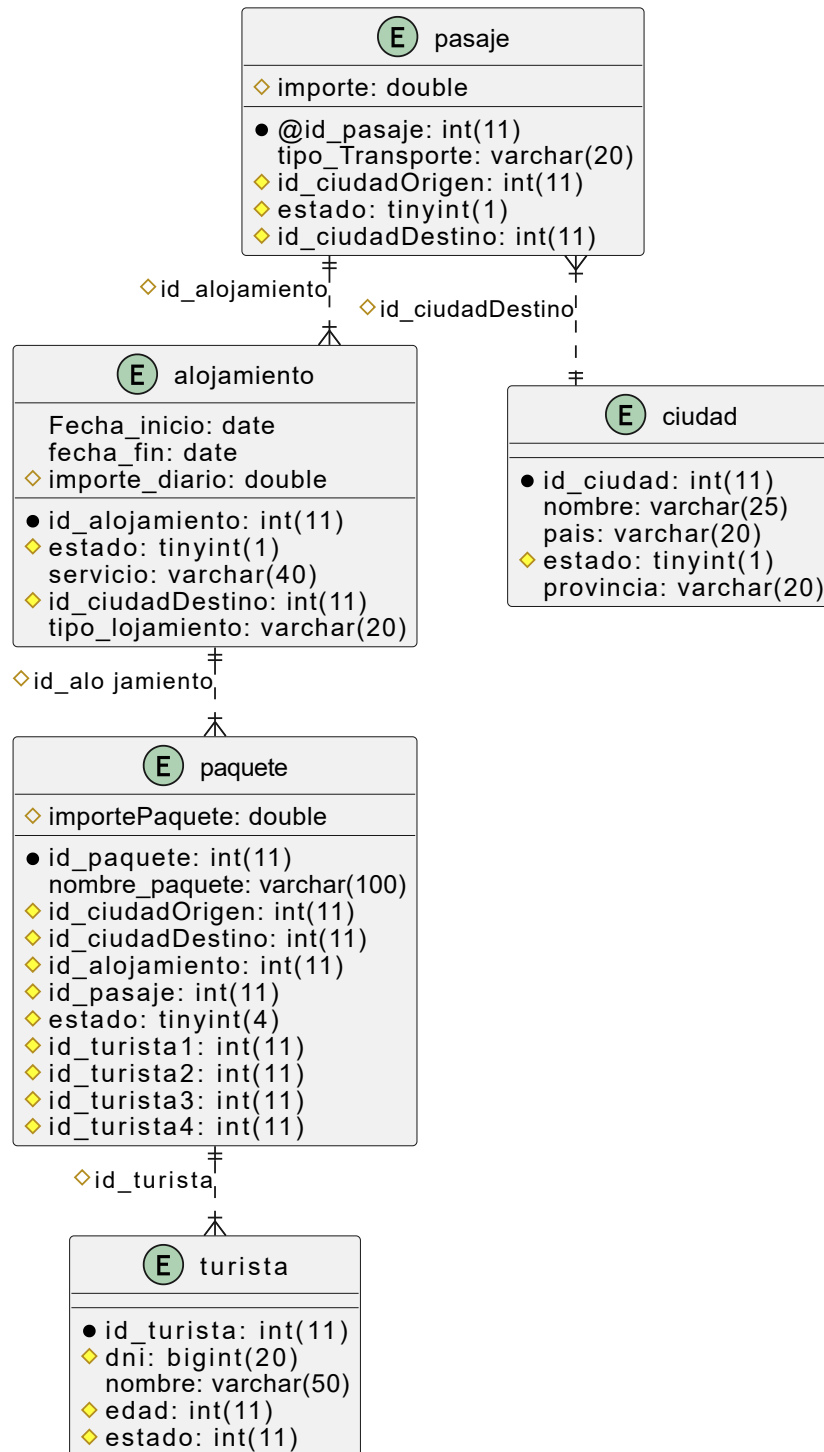 E pasaje
importe: double
@id_pasaje: int(11)
tipo_Transporte: varchar(20)
id_ciudadOrigen: int(11)
estado: tinyint(1)
id_ciudadDestino: int(11)
id_alojamiento
id_ciudadDestino
E alojamiento
Fecha_inicio: date
fecha_fin: date
importe_diario: double
id_alojamiento: int(11)
estado: tinyint(1)
servicio: varchar(40)
id_ciudadDestino: int(11)
tipo_lojamiento: varchar(20)
E ciudad
id_ciudad: int(11)
nombre: varchar(25)
pais: varchar(20)
estado: tinyint(1)
provincia: varchar(20)
id_alo jamiento
E paquete
importePaquete: double
id_paquete: int(11)
nombre_paquete: varchar(100)
id_ciudadOrigen: int(11)
id_ciudadDestino: int(11)
id_alojamiento: int(11)
id_pasaje: int(11)
estado: tinyint(4)
id_turista1: int(11)
id_turista2: int(11)
id_turista3: int(11)
id_turista4: int(11)
id_turista
E turista
id_turista: int(11)
dni: bigint(20)
nombre: varchar(50)
edad: int(11)
estado: int(11)